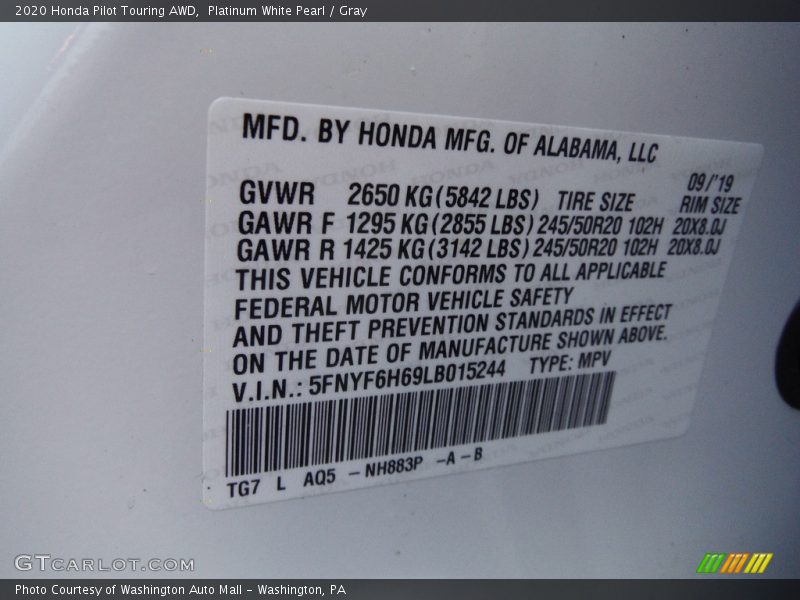 2020 Honda Pilot Touring AWD,  Platinum White Pearl / Gray
MFD. BY HONDA MFG. OF ALABAMA, LLC
09/'19
GVWR 2650 KG (5842 LBS) TIRE SIZE RIM SIZE
GAWR F 1295 KG (2855 LBS) 245/50R20 102H 20X8.0J
GAWR R 1425 KG (3142 LBS) 245/50R20 102H 20X8.0J
THIS VEHICLE CONFORMS TO ALL APPLICABLE
FEDERAL MOTOR VEHICLE SAFETY
AND THEFT PREVENTION STANDARDS IN EFFECT
ON THE DATE OF MANUFACTURE SHOWN ABOVE.
V.I.N.: 5FNYF6H69LB015244 TYPE: MPV
TG7 L AQ5 - NH883P -A-B
GTCARLOT.COM
Photo Courtesy of Washington Auto Mall - Washington, PA